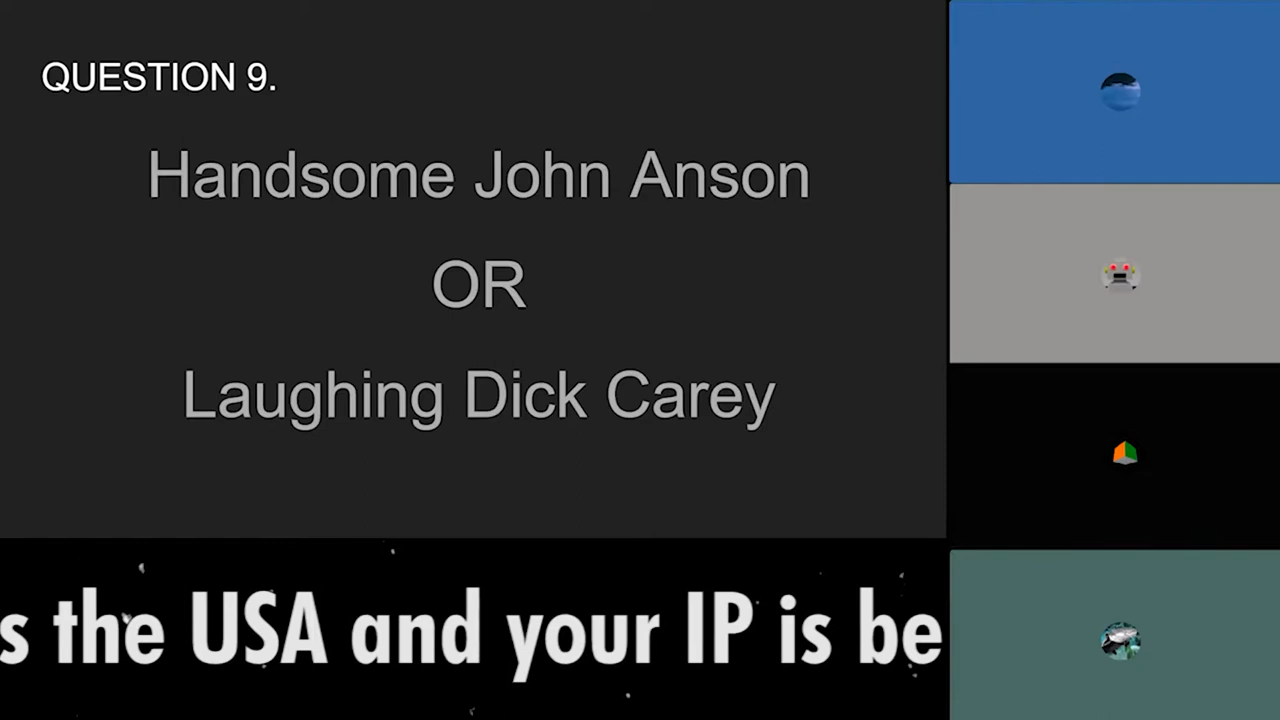 QUESTION 9.
Handsome John Anson
OR
Laughing Dick Carey
s the USA and your IP is be